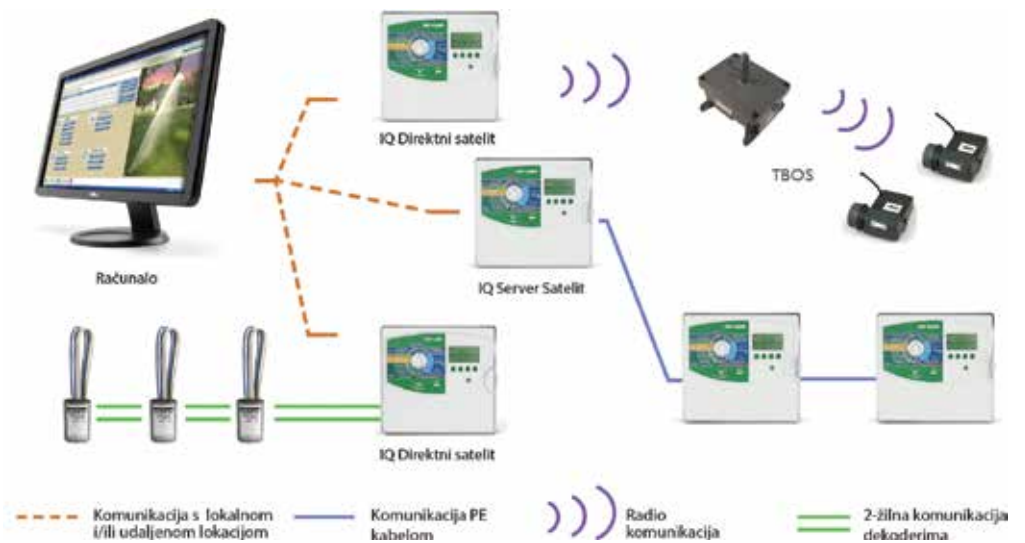 IQ Direktni satelit
TBOS
IQ Server Satelit
Računalo
IQ Direktni satelit
Komunikacija s lokalnom
i/ili udaljenom lokacijom
Komunikacija PE
kabelom
Radio
komunikacija
2-žilna komunikacija
dekoderima